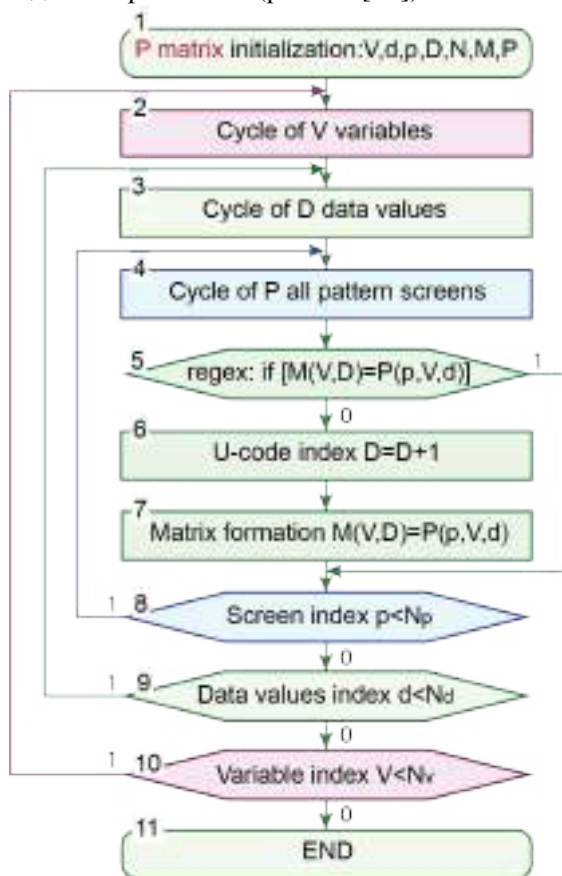 1
P matrix initialization:V,d,p,D,N,M,P
2
Cycle of V variables
3
Cycle of D data values
4
Cycle of P all pattern screens
5
regex: if [M(V,D)=P(p,V,d)]
1
0
6
U-code index D=D+1
7
Matrix formation M(V,D)=P(p,V,d)
1
8
Screen index p<Np
0
1
9
Data values index d<Nd
0
1
10
Variable index V<Nv
0
11
END